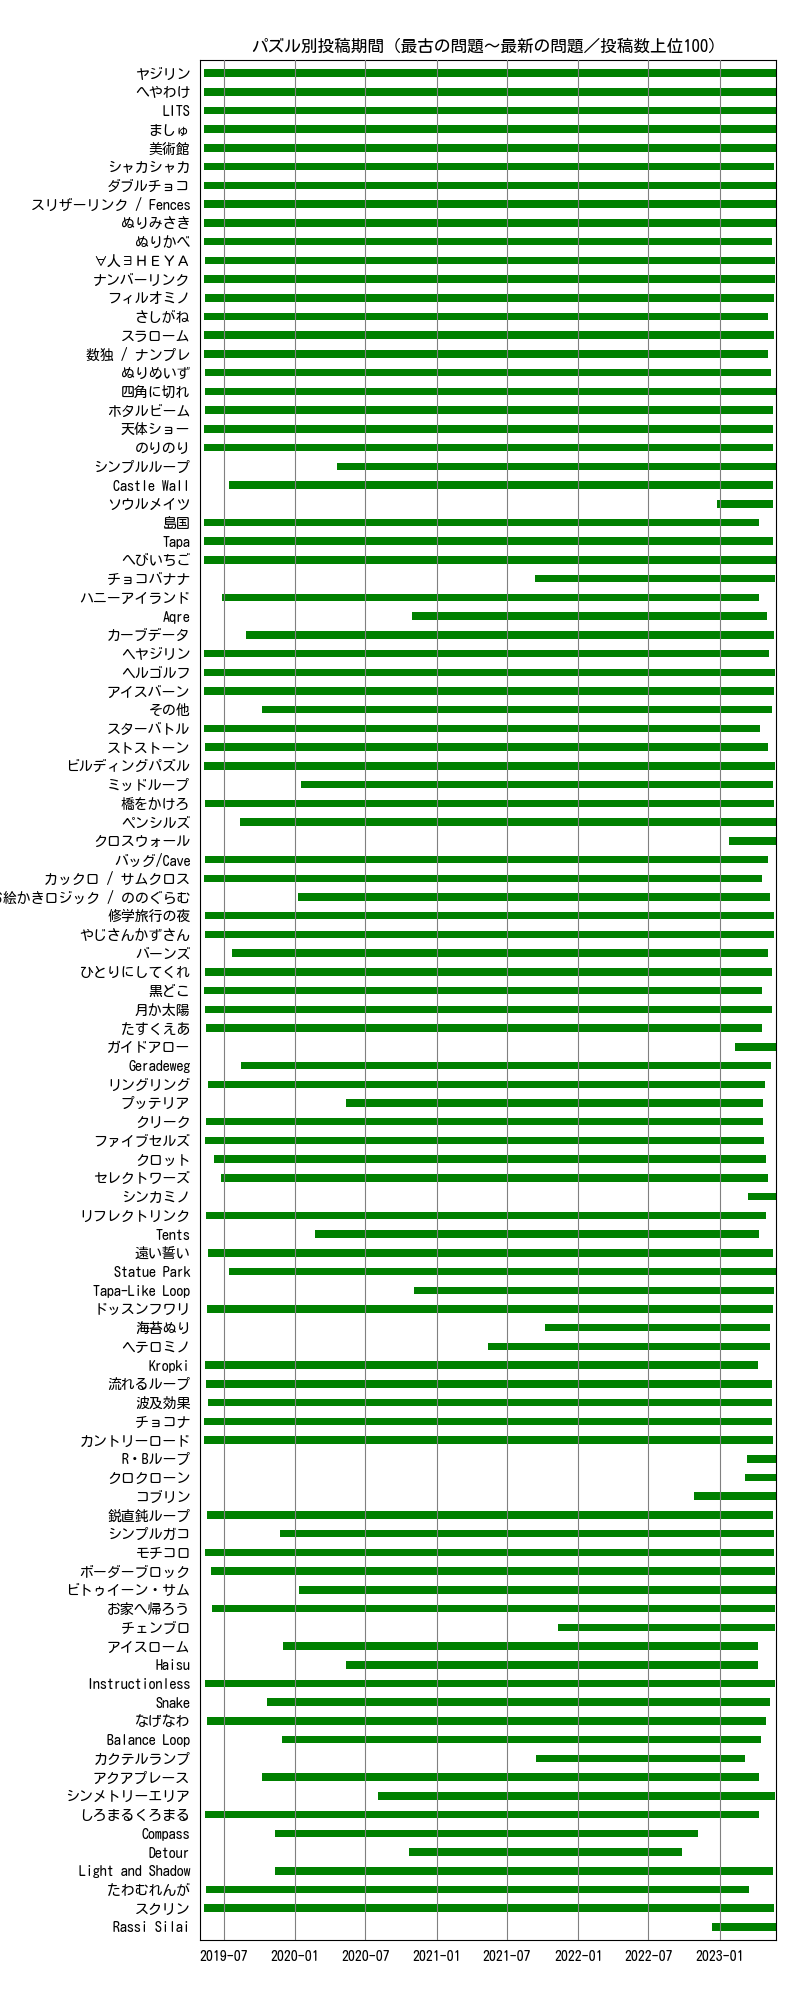 パズル別投稿期間（最古の問題～最新の問題／投稿数上位100）
ヤジリン
へやわけ
LITS
ましゅ
美術館
シャカシャカ
ダブルチョコ
スリザーリンク / Fences
ぬりみさき
ぬりかべ
∀人ヨＨＥＹＡ
ナンバーリンク
フィルオミノ
さしがね
スラローム
数独 / ナンプレ
ぬりめいず
四角に切れ
ホタルビーム
天体ショー
のりのり
シンプルループ
Castle Wall
ソウルメイツ
島国
Tapa
へびいちご
チョコバナナ
ハニーアイランド
Aqre
カーブデータ
ヘヤジリン
ヘルゴルフ
アイスバーン
その他
スターバトル
ストストーン
ビルディングパズル
ミッドループ
橋をかけろ
ペンシルズ
クロスウォール
バッグ/Cave
カックロ / サムクロス
絵かきロジック / ののぐらむ
修学旅行の夜
やじさんかずさん
バーンズ
ひとりにしてくれ
黒どこ
月か太陽
たすくえあ
ガイドアロー
Geradeweg
リングリング
プッテリア
クリーク
ファイブセルズ
クロット
セレクトワーズ
シンカミノ
リフレクトリンク
Tents
遠い誓い
Statue Park
Tapa-Like Loop
ドッスンフワリ
海苔ぬり
ヘテロミノ
Kropki
流れるループ
波及効果
チョコナ
カントリーロード
R・Bループ
クロクローン
コブリン
鋭直鈍ループ
シンプルガコ
モチコロ
ボーダーブロック
ビトゥイーン・サム
お家へ帰ろう
チェンブロ
アイスローム
Haisu
Instructionless
Snake
なげなわ
Balance Loop
カクテルランプ
アクアプレース
シンメトリーエリア
しろまるくろまる
Compass
Detour
Light and Shadow
たわむれんが
スクリン
Rassi Silai
2019-07 2020-01 2020-07 2021-01 2021-07 2022-01 2022-07 2023-01